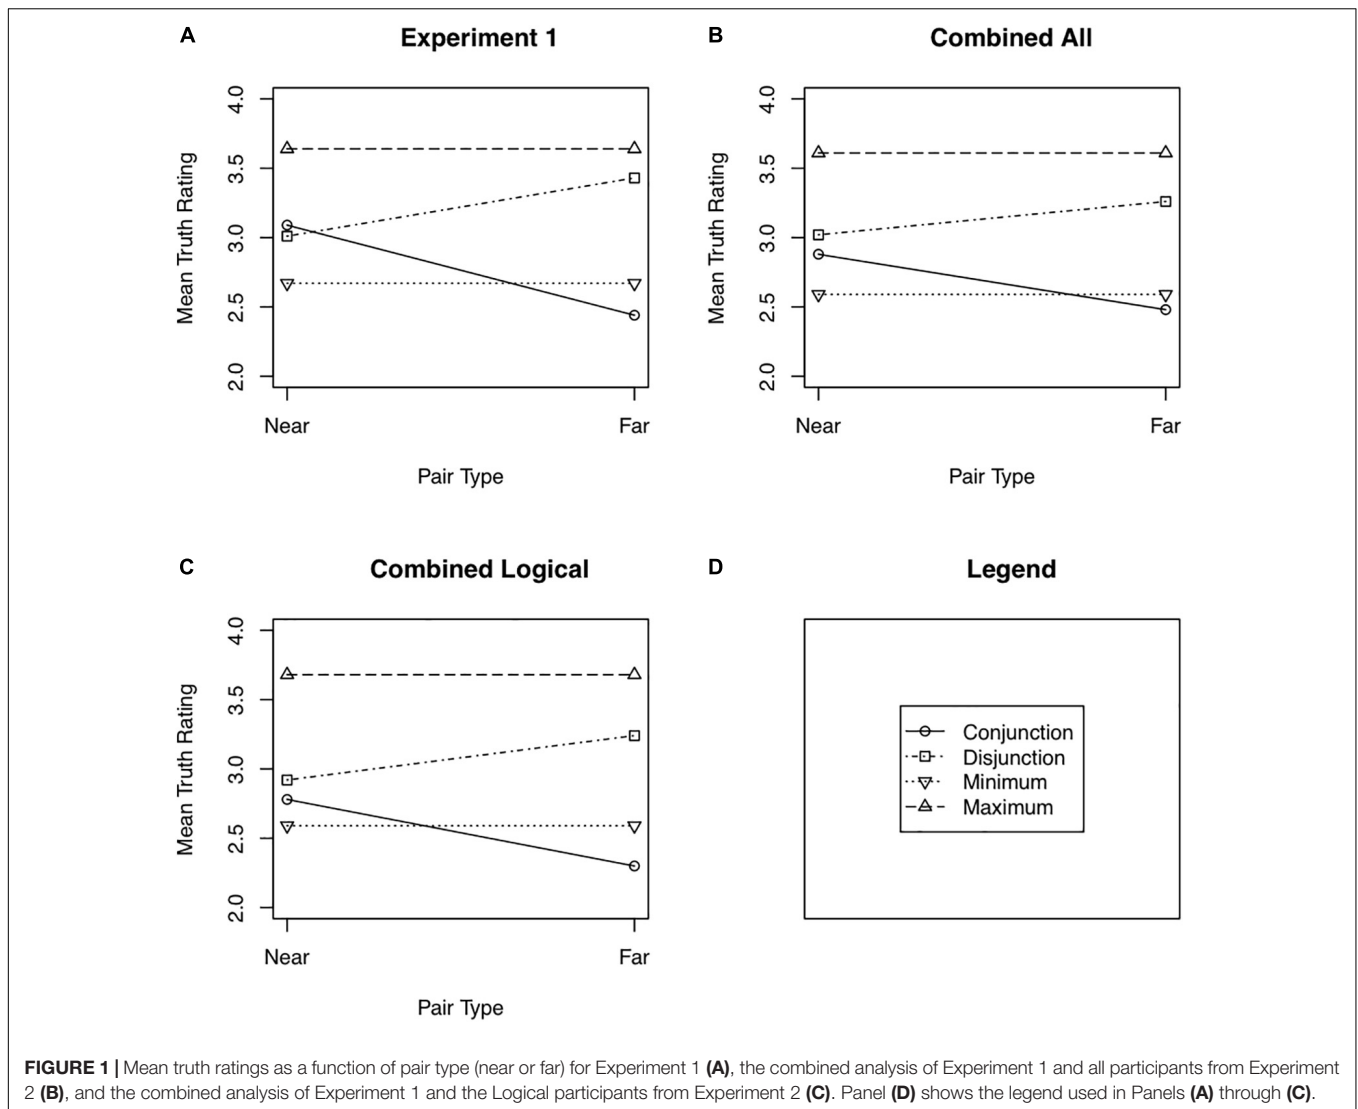 A
Experiment 1
4.0
3.5
3.0
2.5
2.0
Mean Truth Rating
Near
Far
Pair Type
B
Combined All
4.0
3.5
3.0
2.5
2.0
Mean Truth Rating
Near
Far
Pair Type
C
Combined Logical
4.0
3.5
3.0
2.5
2.0
Mean Truth Rating
Near
Far
Pair Type
D
Legend
Conjunction
Disjunction
Minimum
Maximum
FIGURE 1 | Mean truth ratings as a function of pair type (near or far) for Experiment 1 (A), the combined analysis of Experiment 1 and all participants from Experiment
2 (B), and the combined analysis of Experiment 1 and the Logical participants from Experiment 2 (C). Panel (D) shows the legend used in Panels (A) through (C).